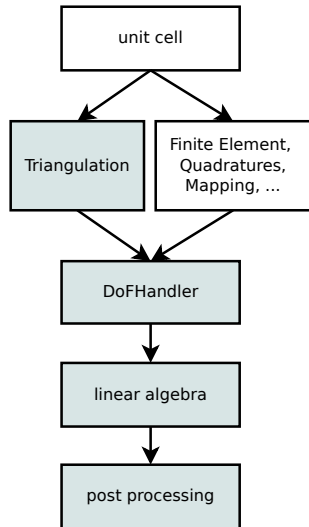 unit cell
Triangulation
Finite Element,
Quadratures,
Mapping, ...
DoFHandler
linear algebra
post processing